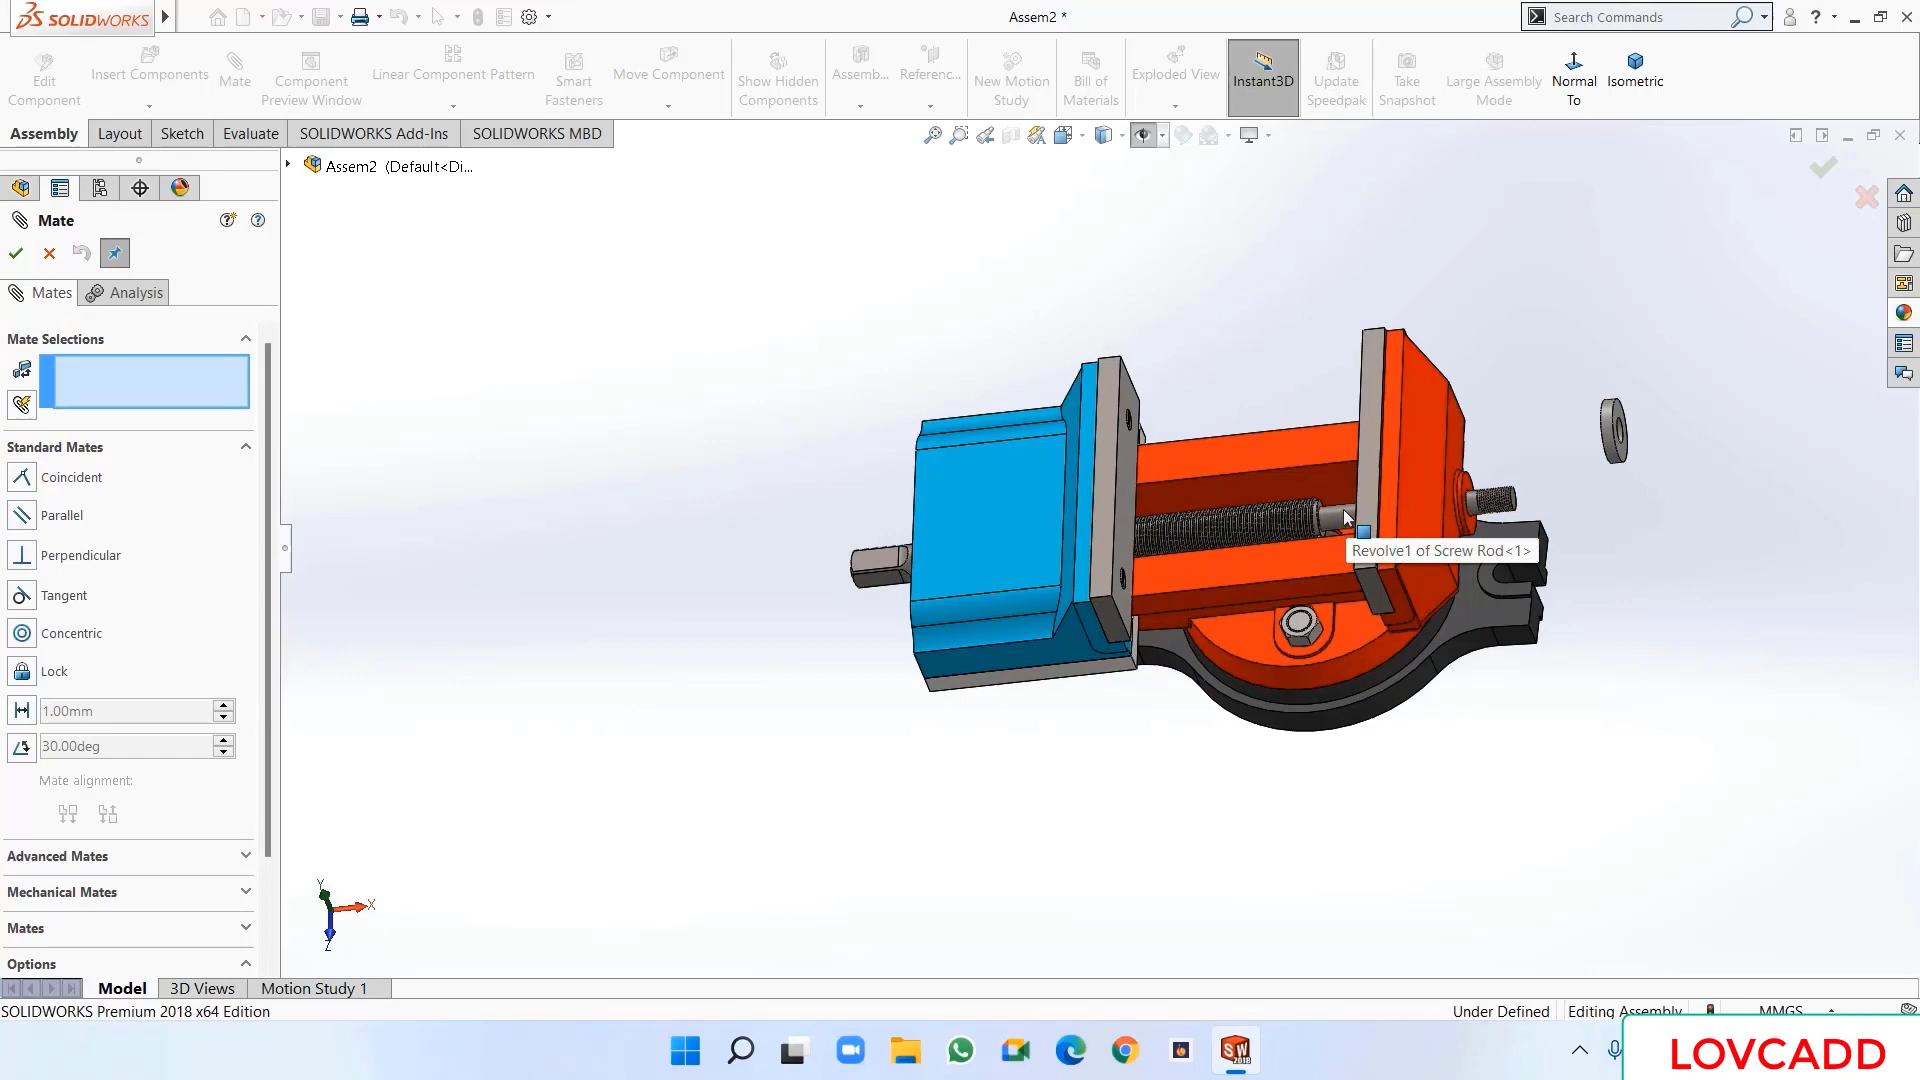 SOLIDWORKS
Assem2 *
Search Commands
Edit Component
Insert Components
Mate
Component Preview Window
Linear Component Pattern
Smart Fasteners
Move Component
Show Hidden Components
Assemb...
Referenc...
New Motion Study
Bill of Materials
Exploded View
Instant3D
Update Speedpak
Take Snapshot
Large Assembly Mode
Normal To
Isometric
Assembly
Layout
Sketch
Evaluate
SOLIDWORKS Add-Ins
SOLIDWORKS MBD
Assem2 (Default<Di...
Mate
Mates
Analysis
Mate Selections
Standard Mates
Coincident
Parallel
Perpendicular
Tangent
Concentric
Lock
1.00mm
30.00deg
Mate alignment:
Advanced Mates
Mechanical Mates
Mates
Options
Revolve1 of Screw Rod<1>
Y
X
Z
Model
3D Views
Motion Study 1
SOLIDWORKS Premium 2018 x64 Edition
Under Defined
Editing Assembly
MMGS
SW
2018
LOVCADD